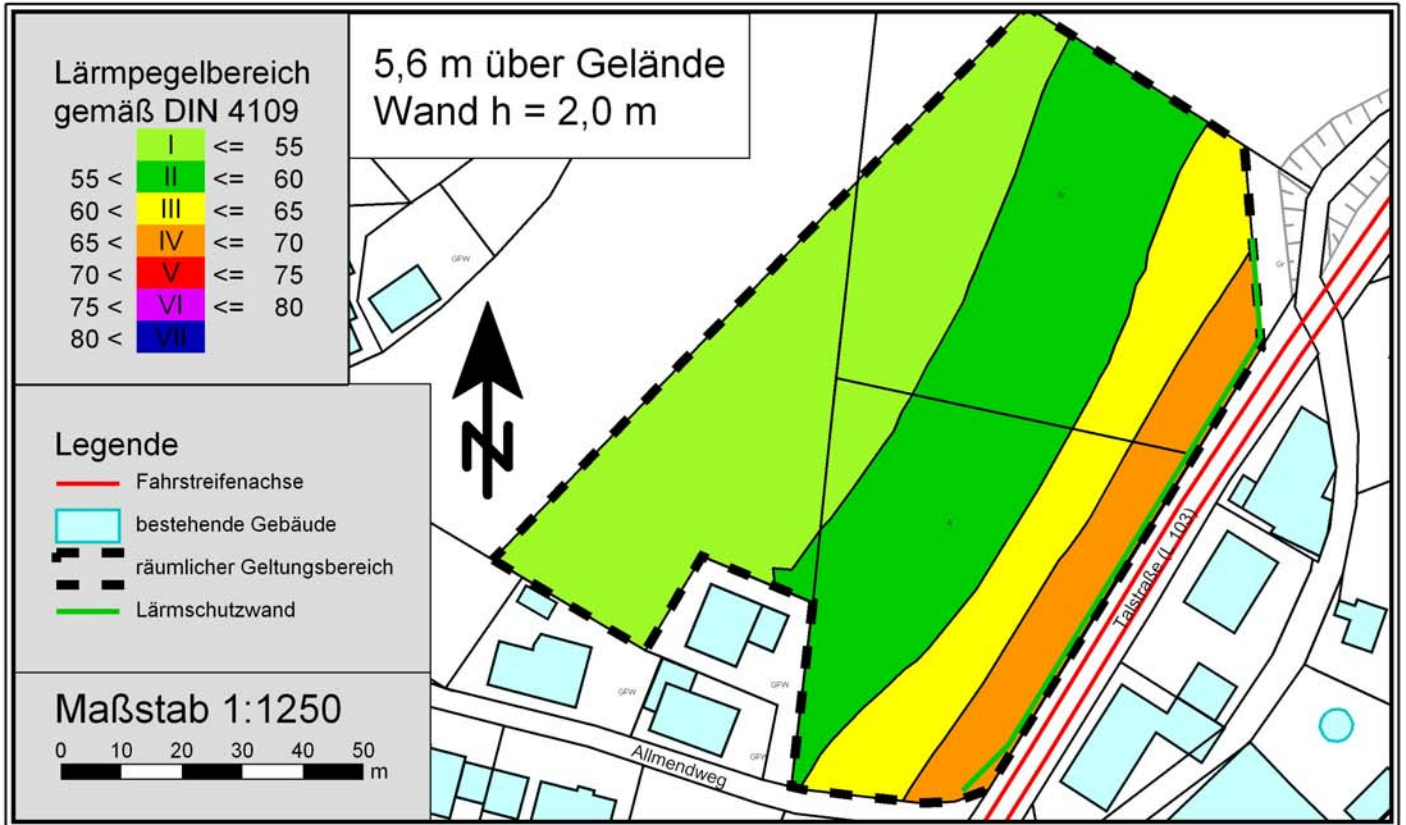 Lärmpegelbereich
gemäß DIN 4109
I <= 55
55 < II <= 60
60 < III <= 65
65 < IV <= 70
70 < V <= 75
75 < VI <= 80
80 < VII
5,6 m über Gelände
Wand h = 2,0 m
Legende
Fahrstreifenachse
bestehende Gebäude
räumlicher Geltungsbereich
Lärmschutzwand
Maßstab 1:1250
0 10 20 30 40 50
m
N
GFW
Gr
Talstraße (L 103)
GFW
GFW
GFW
Allmendweg